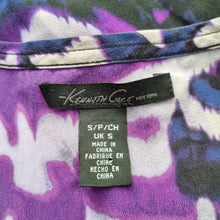 Kenneth Cole NEW YORK
S/P/CH
UK S
MADE IN
CHINA
FABRIQUÉ EN
CHINE
HECHO EN
CHINA